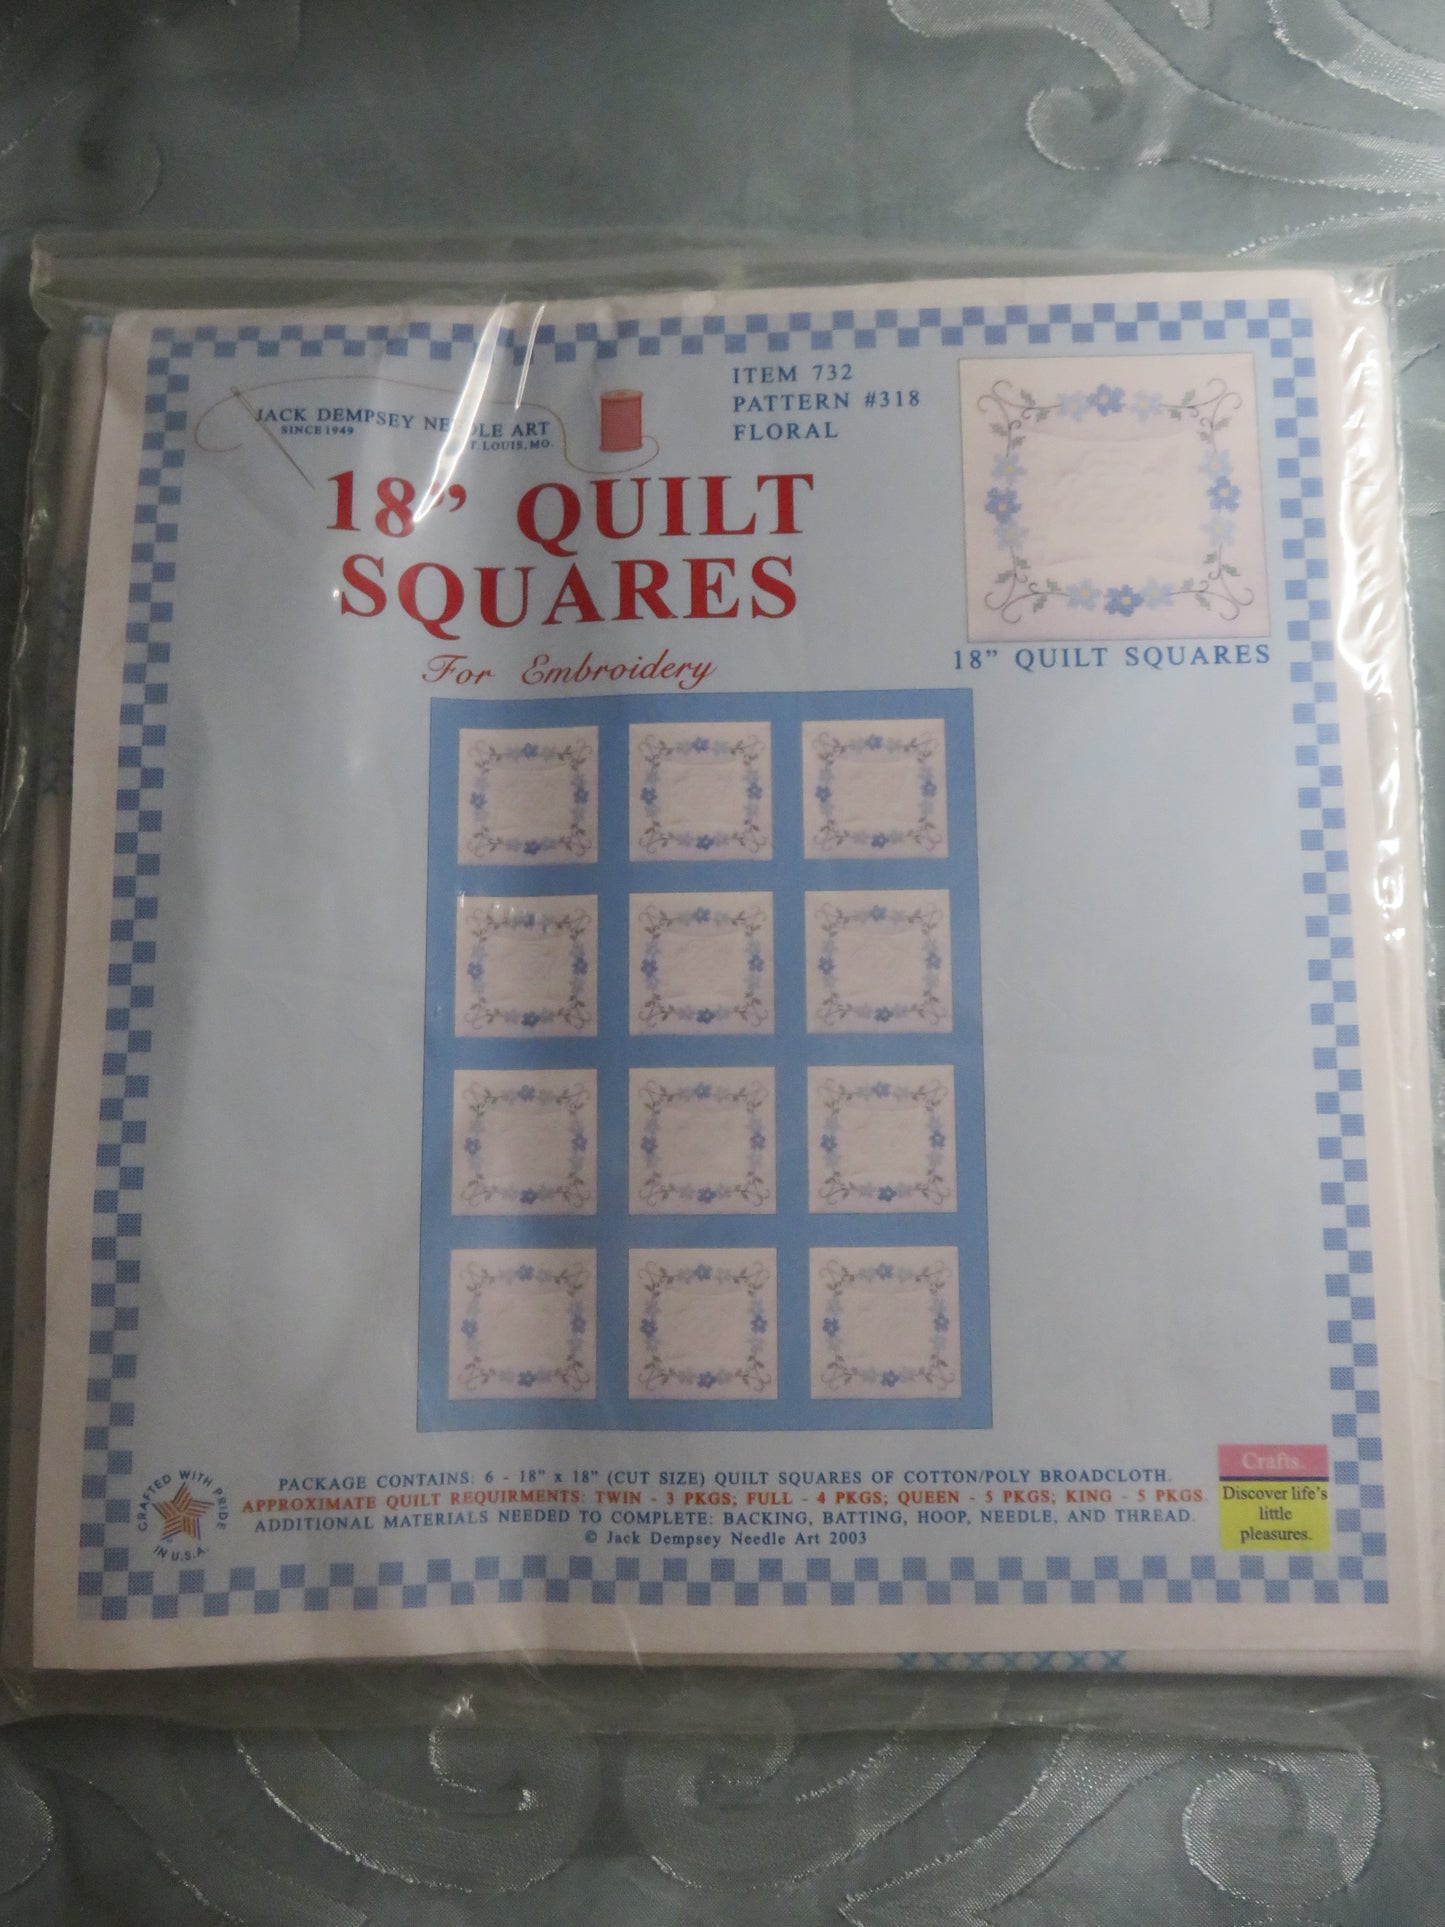 JACK DEMPSEY NEEDLE ART
SINCE 1949
ST. LOUIS, MO.
ITEM 732
PATTERN #318
FLORAL
18” QUILT
SQUARES
For Embroidery
18” QUILT SQUARES
CRAFTED WITH PRIDE
IN U.S.A.
PACKAGE CONTAINS: 6 - 18” x 18” (CUT SIZE) QUILT SQUARES OF COTTON/POLY BROADCLOTH.
APPROXIMATE QUILT REQUIRMENTS: TWIN - 3 PKGS; FULL - 4 PKGS; QUEEN - 5 PKGS; KING - 5 PKGS.
ADDITIONAL MATERIALS NEEDED TO COMPLETE: BACKING, BATTING, HOOP, NEEDLE, AND THREAD.
© Jack Dempsey Needle Art 2003
Crafts.
Discover life's
little
pleasures.